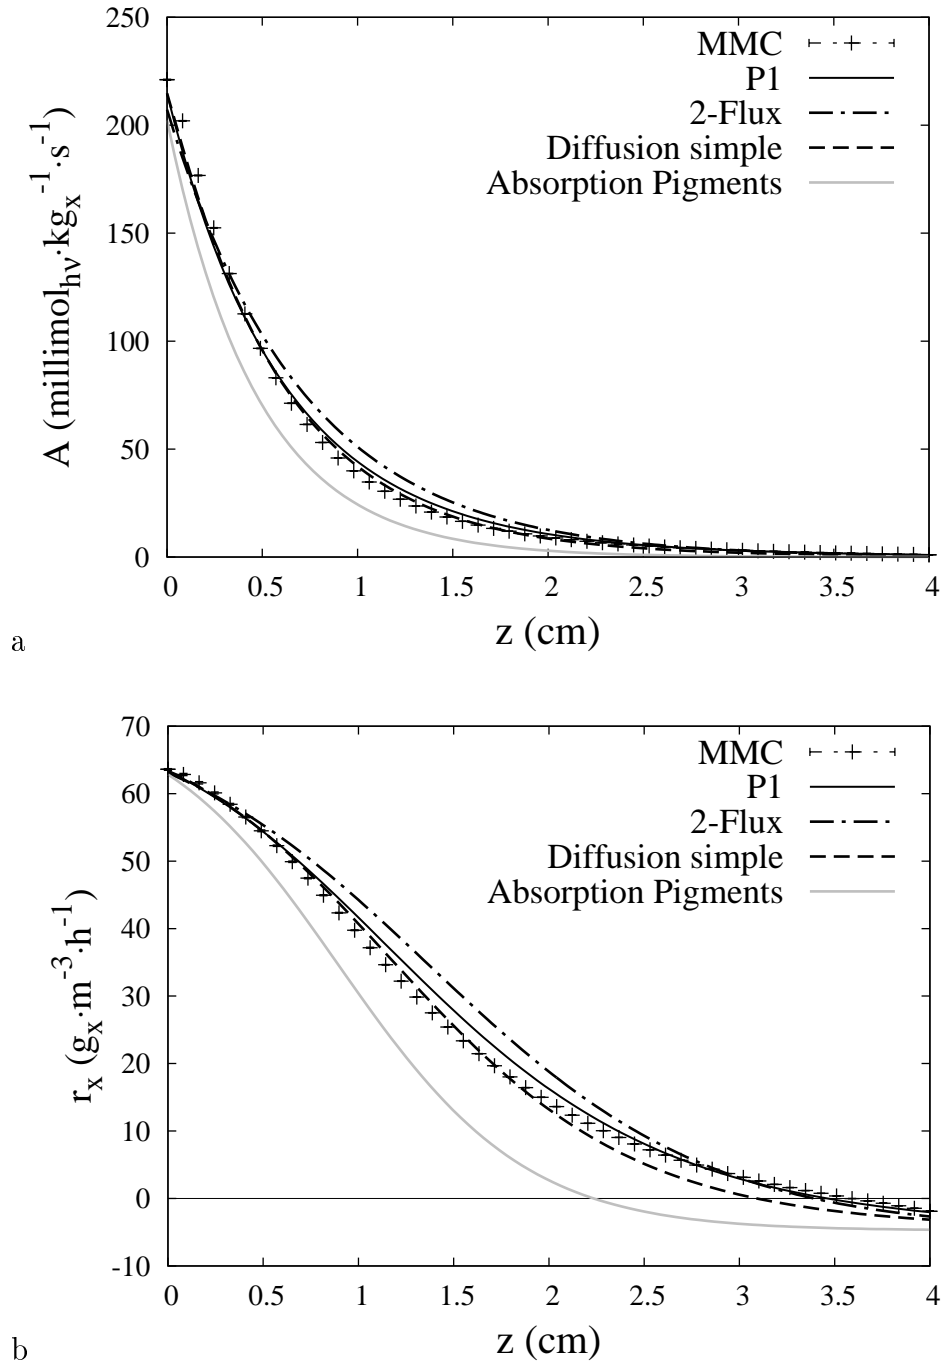 250
200
150
100
50
0
A (millimol_hν·kg_x^-1·s^-1)
MMC
P1
2-Flux
Diffusion simple
Absorption Pigments
0 0.5 1 1.5 2 2.5 3 3.5 4
z (cm)
a
70
60
50
40
30
20
10
0
-10
r_x (g_x·m^-3·h^-1)
MMC
P1
2-Flux
Diffusion simple
Absorption Pigments
0 0.5 1 1.5 2 2.5 3 3.5 4
z (cm)
b